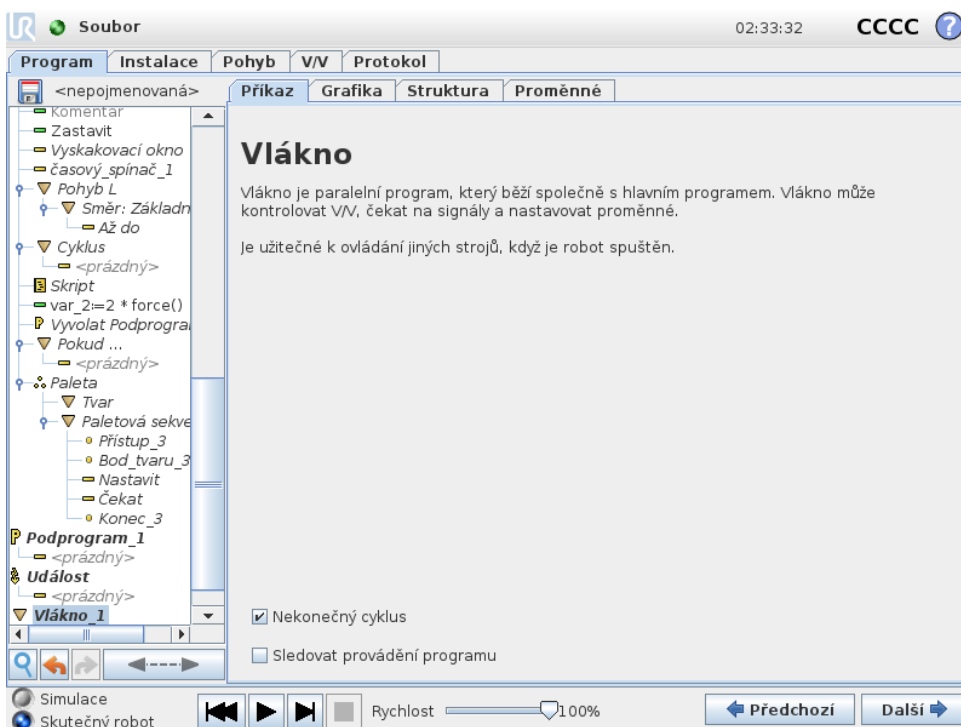 UR Soubor 02:33:32 CCCC ?
Program Instalace Pohyb V/V Protokol
<nepojmenovaná> Příkaz Grafika Struktura Proměnné
Komentář
Zastavit
Vyskakovací okno
časový_spínač_1
Pohyb L
Směr: Základn
Až do
Cyklus
<prázdný>
Skript
var_2:=2 * force()
Vyvolat Podprogra
Pokud ...
<prázdný>
Paleta
Tvar
Paletová sekve
Přístup_3
Bod_tvaru_3
Nastavit
Čekat
Konec_3
P Podprogram_1
<prázdný>
Událost
<prázdný>
Vlákno_1
Vlákno
Vlákno je paralelní program, který běží společně s hlavním programem. Vlákno může
kontrolovat V/V, čekat na signály a nastavovat proměnné.
Je užitečné k ovládání jiných strojů, když je robot spuštěn.
Nekonečný cyklus
Sledovat provádění programu
Simulace
Skutečný robot
Rychlost 100%
Předchozí Další